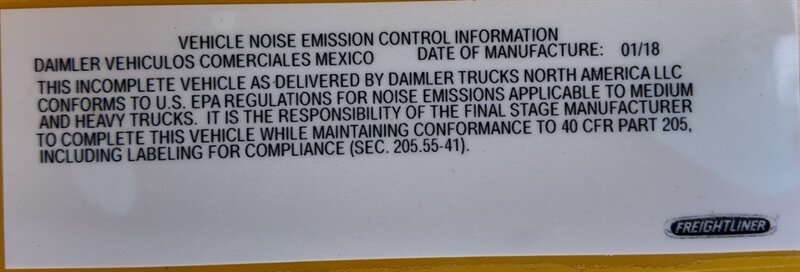 VEHICLE NOISE EMISSION CONTROL INFORMATION
DAIMLER VEHICULOS COMERCIALES MEXICO DATE OF MANUFACTURE: 01/18
THIS INCOMPLETE VEHICLE AS DELIVERED BY DAIMLER TRUCKS NORTH AMERICA LLC
CONFORMS TO U.S. EPA REGULATIONS FOR NOISE EMISSIONS APPLICABLE TO MEDIUM
AND HEAVY TRUCKS. IT IS THE RESPONSIBILITY OF THE FINAL STAGE MANUFACTURER
TO COMPLETE THIS VEHICLE WHILE MAINTAINING CONFORMANCE TO 40 CFR PART 205,
INCLUDING LABELING FOR COMPLIANCE (SEC. 205.55-41).
FREIGHTLINER